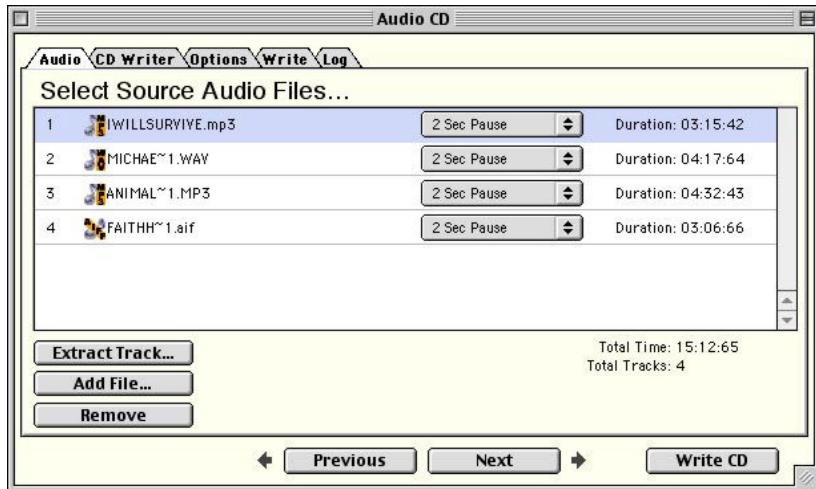 Audio CD
Audio CD Writer Options Write Log
Select Source Audio Files...
1 IWILLSURVIVE.mp3 2 Sec Pause Duration: 03:15:42
2 MICHAE~1.WAV 2 Sec Pause Duration: 04:17:64
3 ANIMAL~1.MP3 2 Sec Pause Duration: 04:32:43
4 FAITHH~1.aif 2 Sec Pause Duration: 03:06:66
Extract Track... Total Time: 15:12:65
Total Tracks: 4
Add File...
Remove
Previous Next Write CD